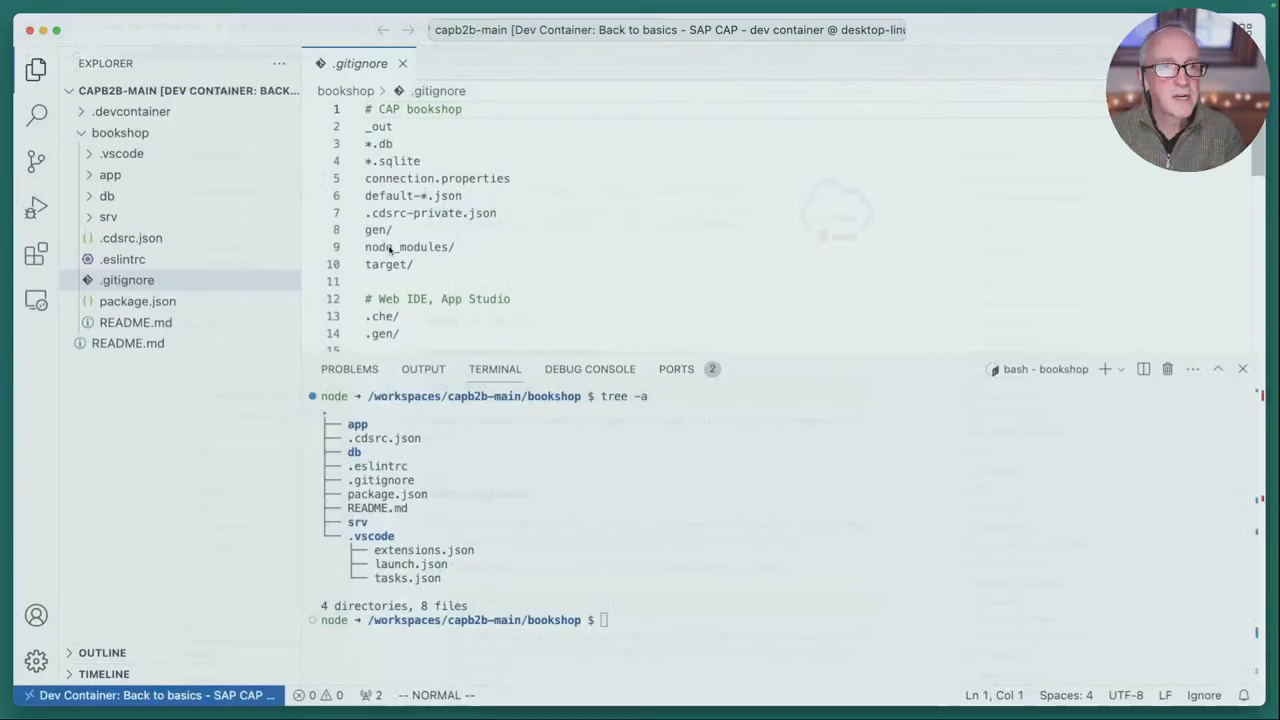 capb2b-main [Dev Container: Back to basics - SAP CAP - dev container @ desktop-linu
EXPLORER
CAPB2B-MAIN [DEV CONTAINER: BACK...
.devcontainer
bookshop
.vscode
app
db
srv
{} .cdsrc.json
.eslintrc
.gitignore
{} package.json
README.md
README.md
OUTLINE
TIMELINE
.gitignore
bookshop > .gitignore
1 # CAP bookshop
2 _out
3 *.db
4 *.sqlite
5 connection.properties
6 default-*.json
7 .cdsrc-private.json
8 gen/
9 node_modules/
10 target/
11
12 # Web IDE, App Studio
13 .che/
14 .gen/
15
PROBLEMS OUTPUT TERMINAL DEBUG CONSOLE PORTS 2
bash - bookshop
node → /workspaces/capb2b-main/bookshop $ tree -a
.
├── app
├── .cdsrc.json
├── db
├── .eslintrc
├── .gitignore
├── package.json
├── README.md
├── srv
└── .vscode
├── extensions.json
├── launch.json
└── tasks.json
4 directories, 8 files
node → /workspaces/capb2b-main/bookshop $
Dev Container: Back to basics - SAP CAP ... 0 0 2 -- NORMAL -- Ln 1, Col 1 Spaces: 4 UTF-8 LF Ignore